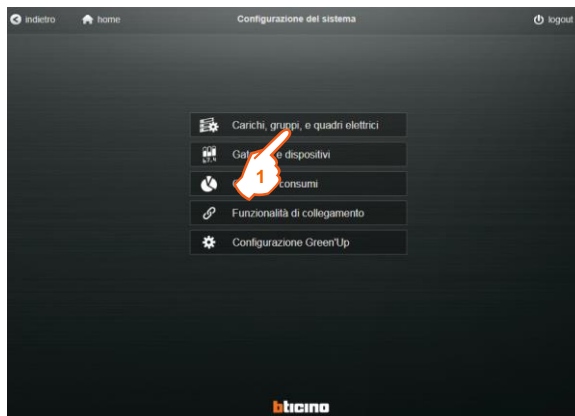 indietro home Configurazione del sistema logout
Carichi, gruppi, e quadri elettrici
e dispositivi
consumi
1
Funzionalità di collegamento
Configurazione Green'Up
bticino